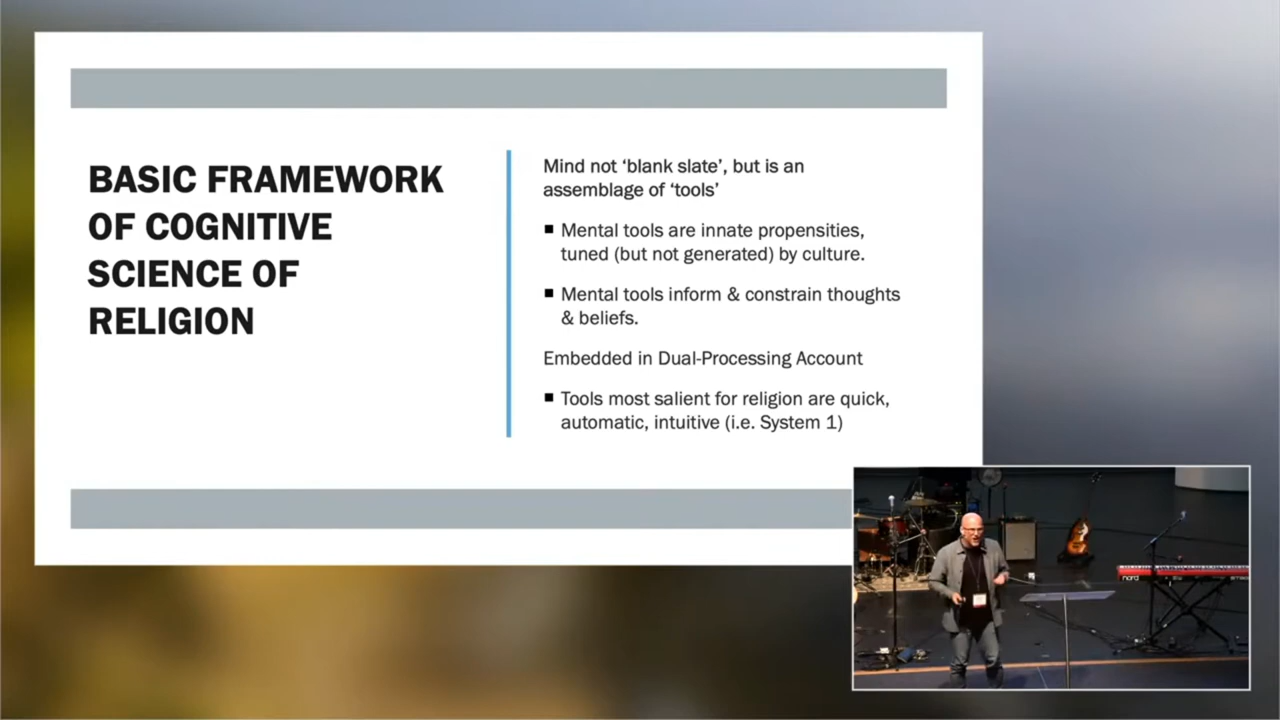 BASIC FRAMEWORK
OF COGNITIVE
SCIENCE OF
RELIGION
Mind not ‘blank slate’, but is an
assemblage of ‘tools’
▪ Mental tools are innate propensities,
tuned (but not generated) by culture.
▪ Mental tools inform & constrain thoughts
& beliefs.
Embedded in Dual-Processing Account
▪ Tools most salient for religion are quick,
automatic, intuitive (i.e. System 1)
nord